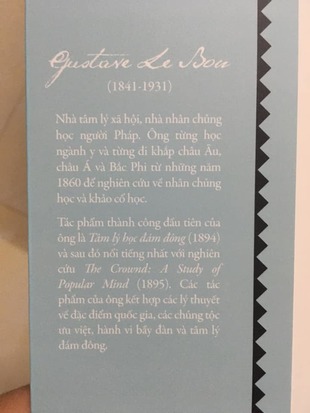 Gustave Le Bon
(1841-1931)
Nhà tâm lý xã hội, nhà nhân chủng
học người Pháp. Ông từng học
ngành y và từng đi khắp châu Âu,
châu Á và Bắc Phi từ những năm
1860 để nghiên cứu về nhân chủng
học và khảo cổ học.
Tác phẩm thành công đầu tiên của
ông là Tâm lý học đám đông (1894)
và sau đó nổi tiếng nhất với nghiên
cứu The Crownd: A Study of
Popular Mind (1895). Các tác
phẩm của ông kết hợp các lý thuyết
về đặc điểm quốc gia, các chủng tộc
ưu việt, hành vi bầy đàn và tâm lý
đám đông.